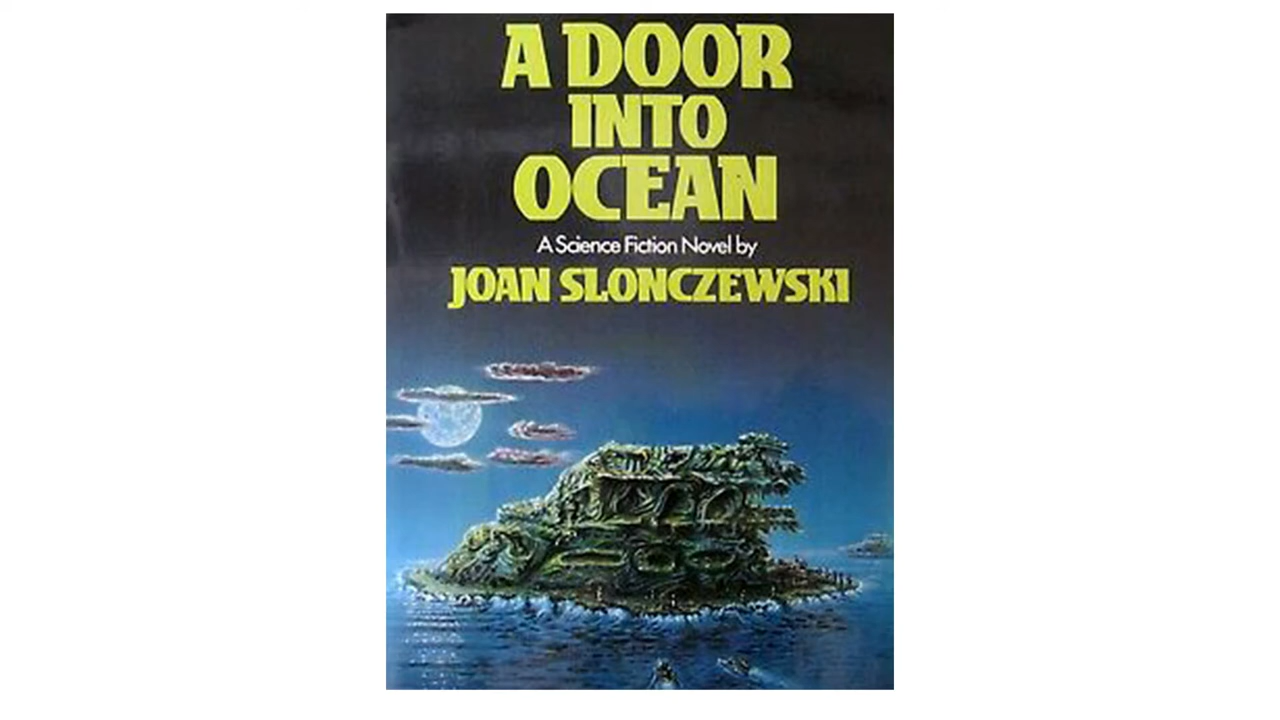 A DOOR
INTO
OCEAN
A Science Fiction Novel by
JOAN SLONCZEWSKI